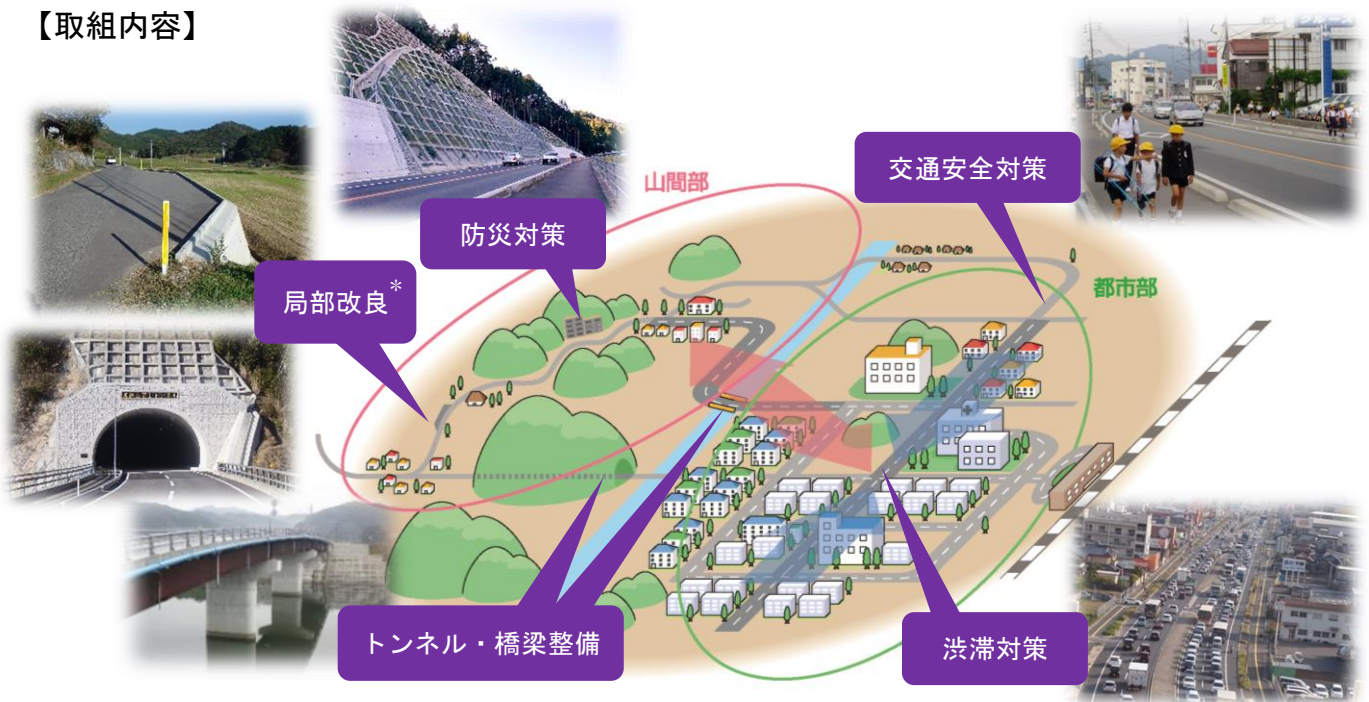 【取組内容】
山間部
交通安全対策
防災対策
都市部
局部改良*
トンネル・橋梁整備
渋滞対策